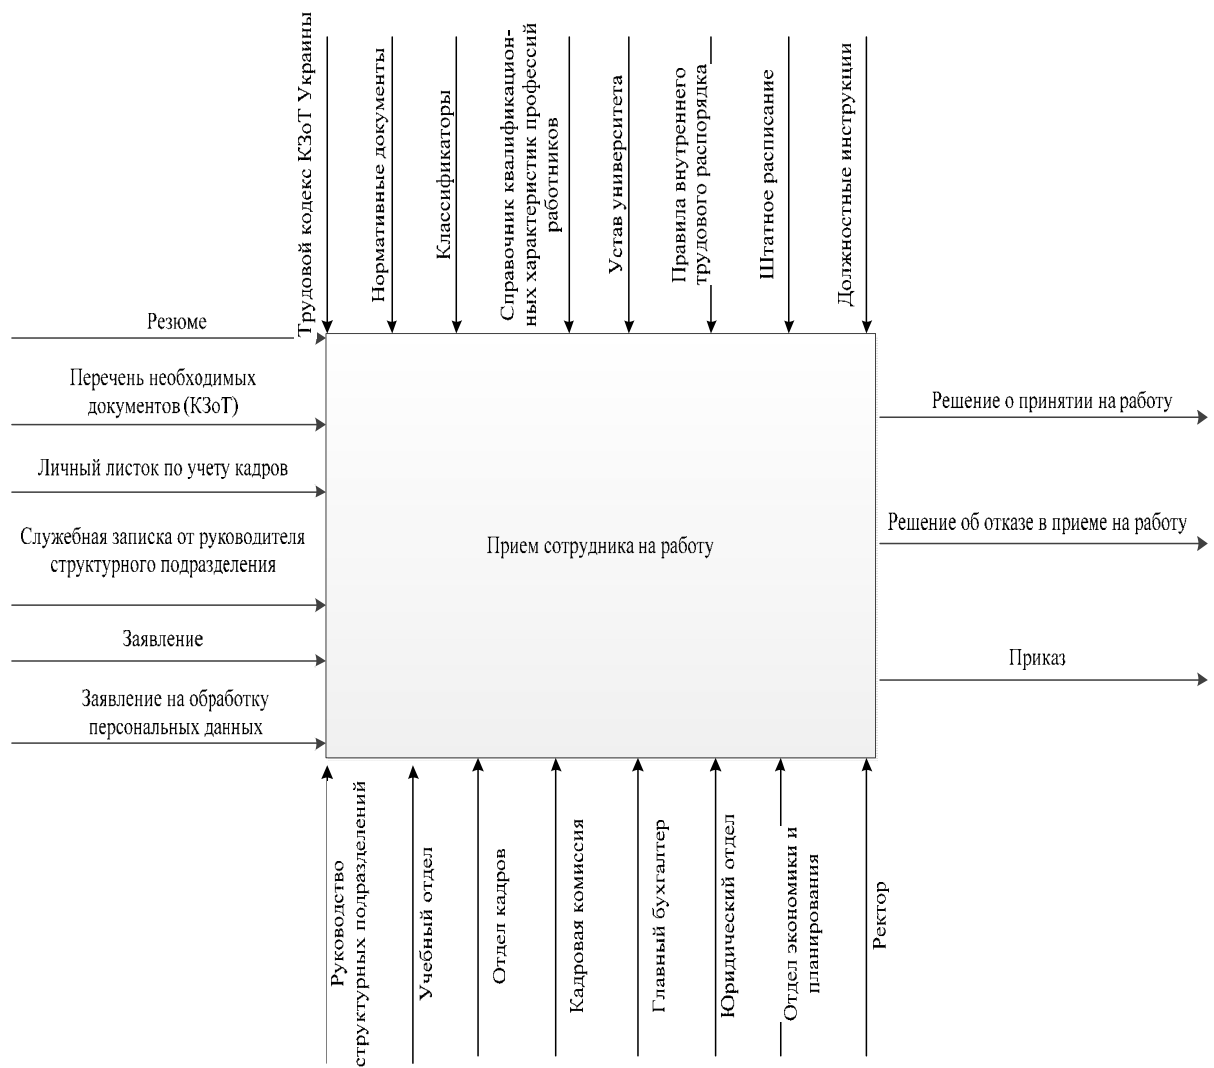 Трудовой кодекс КЗоТ Украины
Нормативные документы
Классификаторы
Справочник квалификацион-
ных характеристик профессий
работников
Устав университета
Правила внутреннего
трудового распорядка
Штатное расписание
Должностные инструкции
Резюме
Перечень необходимых
документов (КЗоТ)
Личный листок по учету кадров
Служебная записка от руководителя
структурного подразделения
Заявление
Заявление на обработку
персональных данных
Прием сотрудника на работу
Решение о принятии на работу
Решение об отказе в приеме на работу
Приказ
Руководство
структурных подразделений
Учебный отдел
Отдел кадров
Кадровая комиссия
Главный бухгалтер
Юридический отдел
Отдел экономики и
планирования
Ректор